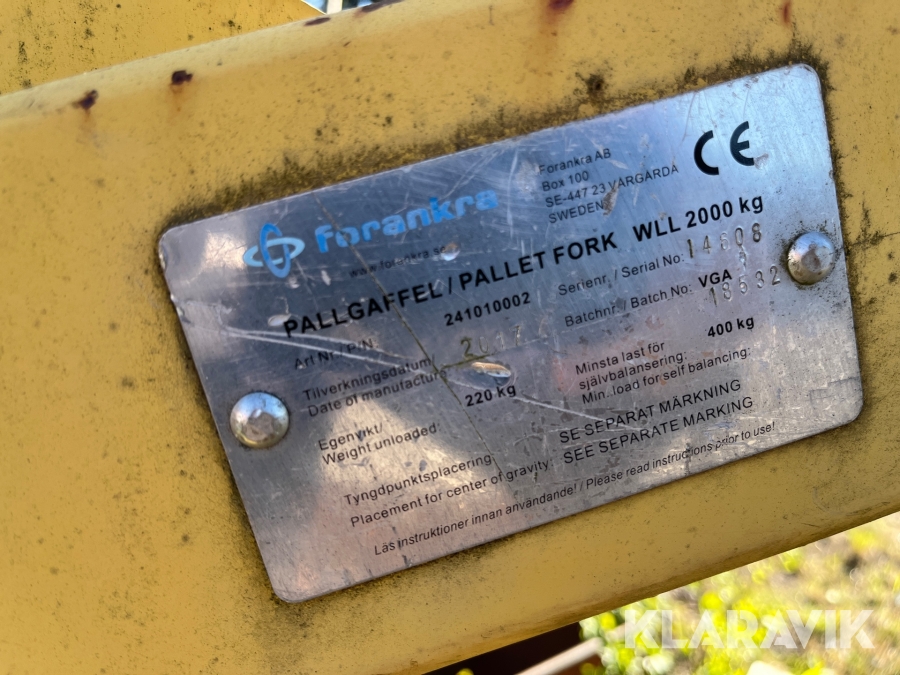 forankra
www.forankra.se
Forankra AB
Box 100
SE-447 23 VÅRGÅRDA
SWEDEN
CE
PALLGAFFEL / PALLET FORK WLL 2000 kg
Art Nr. / P/N: 241010002
Serienr. / Serial No: 14608
Tillverkningsdatum/
Date of manufacture:
Batchnr. / Batch No: VGA 18532
Egenvikt/
Weight unloaded: 220 kg
Minsta last för
självbalansering: 400 kg
Min. load for self balancing:
Tyngdpunktsplacering:
Placement for center of gravity:
SE SEPARAT MÄRKNING
SEE SEPARATE MARKING
Läs instruktioner innan användande! / Please read instructions prior to use!
KLARAVIK